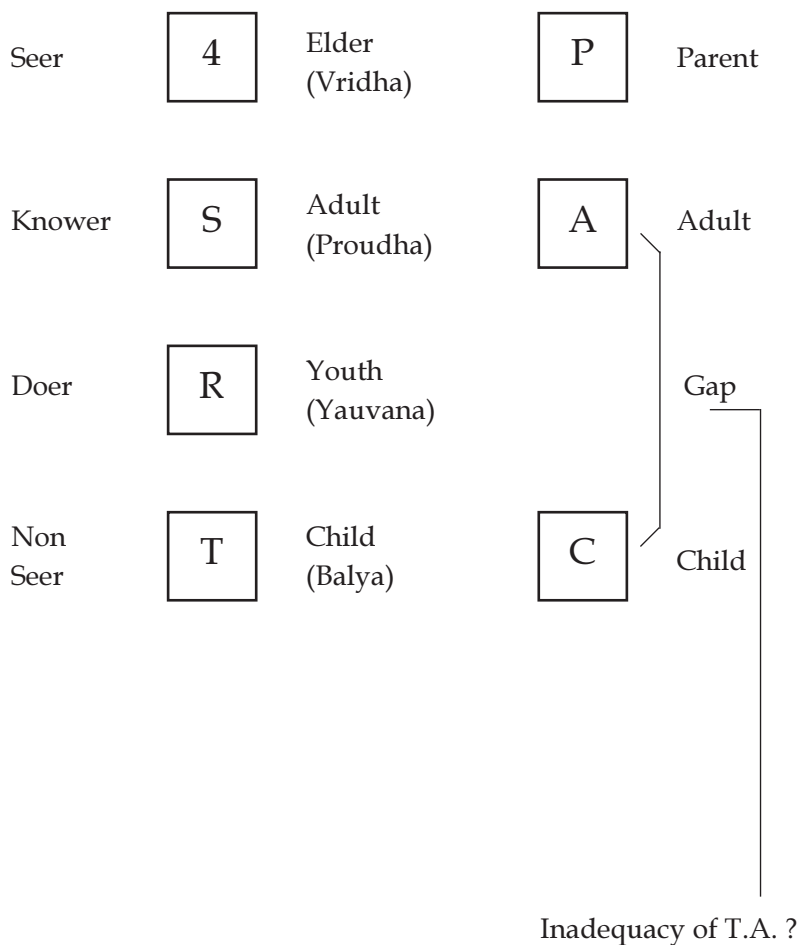 Seer 4 Elder (Vridha) P Parent
Knower S Adult (Proudha) A Adult
Doer R Youth (Yauvana) Gap
Non Seer T Child (Balya) C Child
Inadequacy of T.A. ?